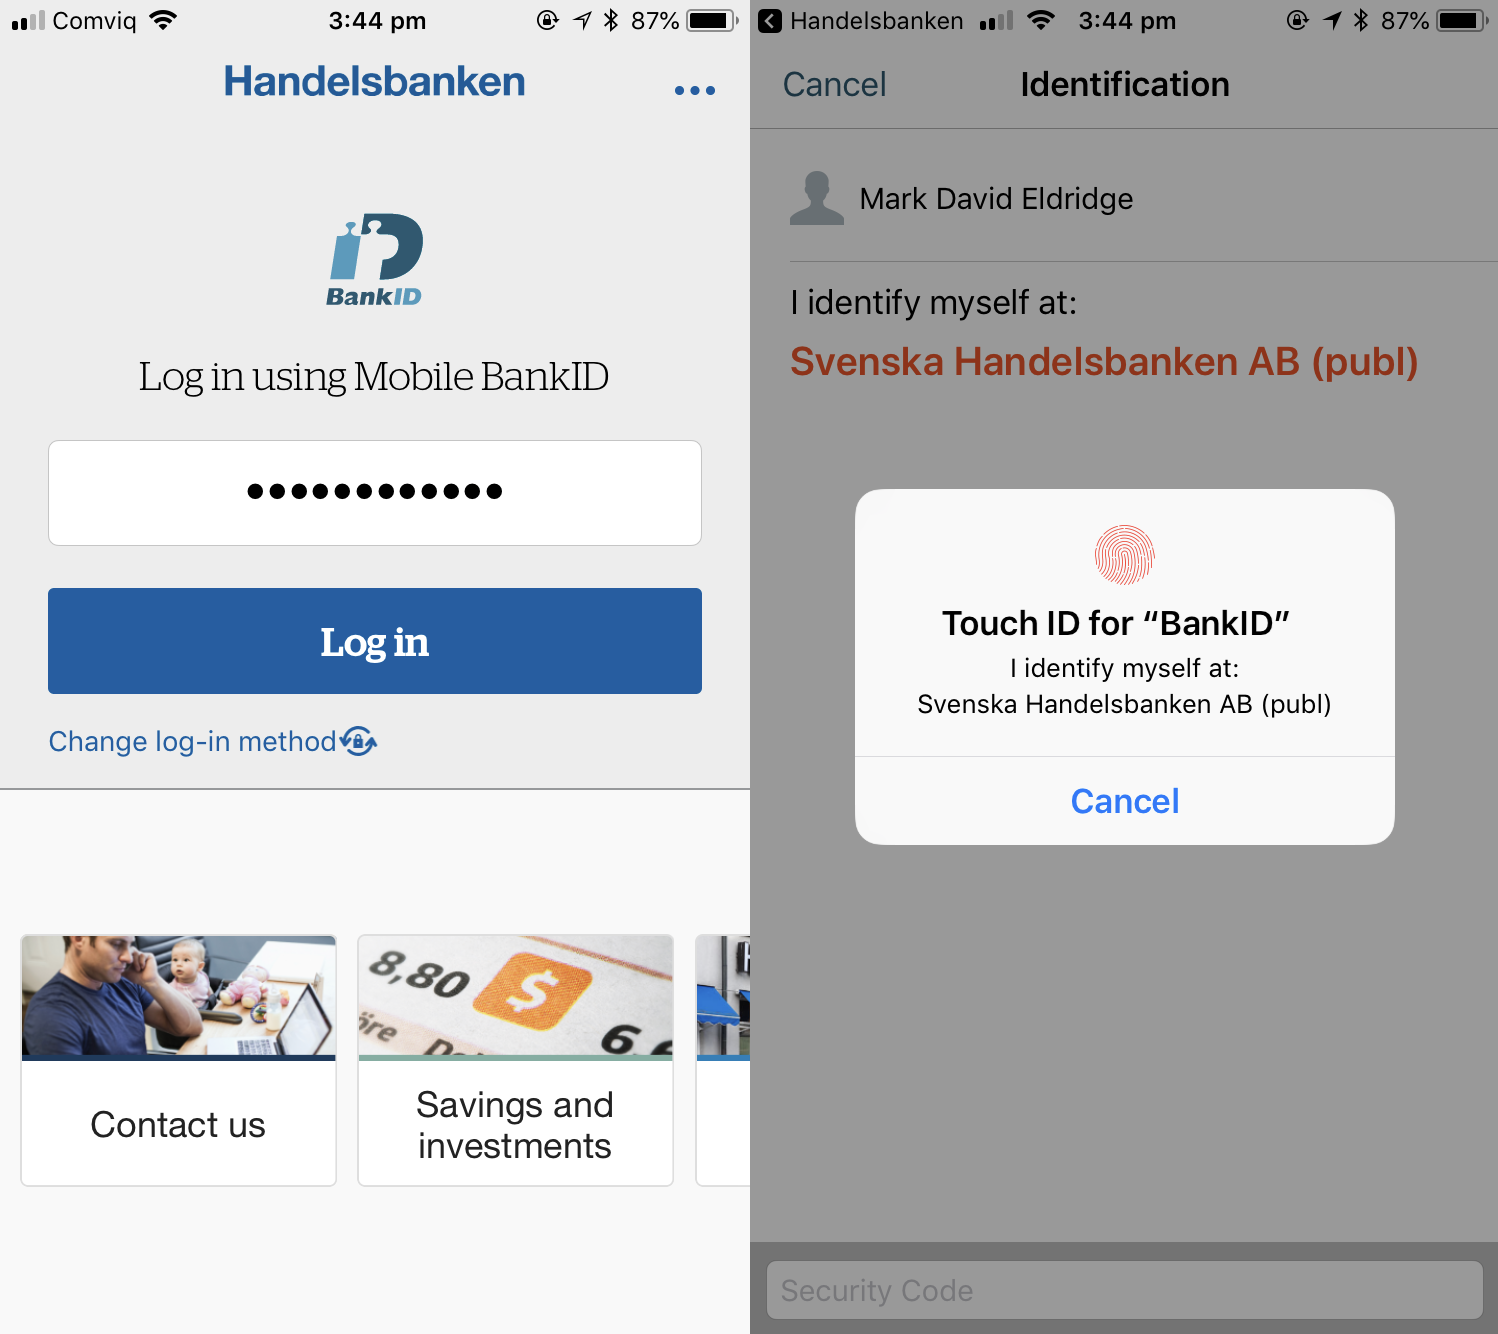 Comviq
3:44 pm
87%
Handelsbanken
BankID
Log in using Mobile BankID
••••••••••••
Log in
Change log-in method
8,80
öre
6,6
Contact us
Savings and
investments
Handelsbanken
3:44 pm
87%
Cancel
Identification
Mark David Eldridge
I identify myself at:
Svenska Handelsbanken AB (publ)
Touch ID for “BankID”
I identify myself at:
Svenska Handelsbanken AB (publ)
Cancel
Security Code